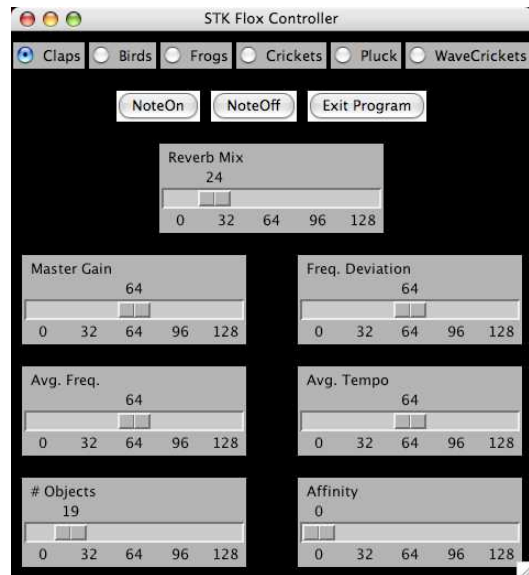 STK Flox Controller
Claps Birds Frogs Crickets Pluck WaveCrickets
NoteOn NoteOff Exit Program
Reverb Mix
24
0 32 64 96 128
Master Gain
64
0 32 64 96 128
Freq. Deviation
64
0 32 64 96 128
Avg. Freq.
64
0 32 64 96 128
Avg. Tempo
64
0 32 64 96 128
# Objects
19
0 32 64 96 128
Affinity
0
0 32 64 96 128